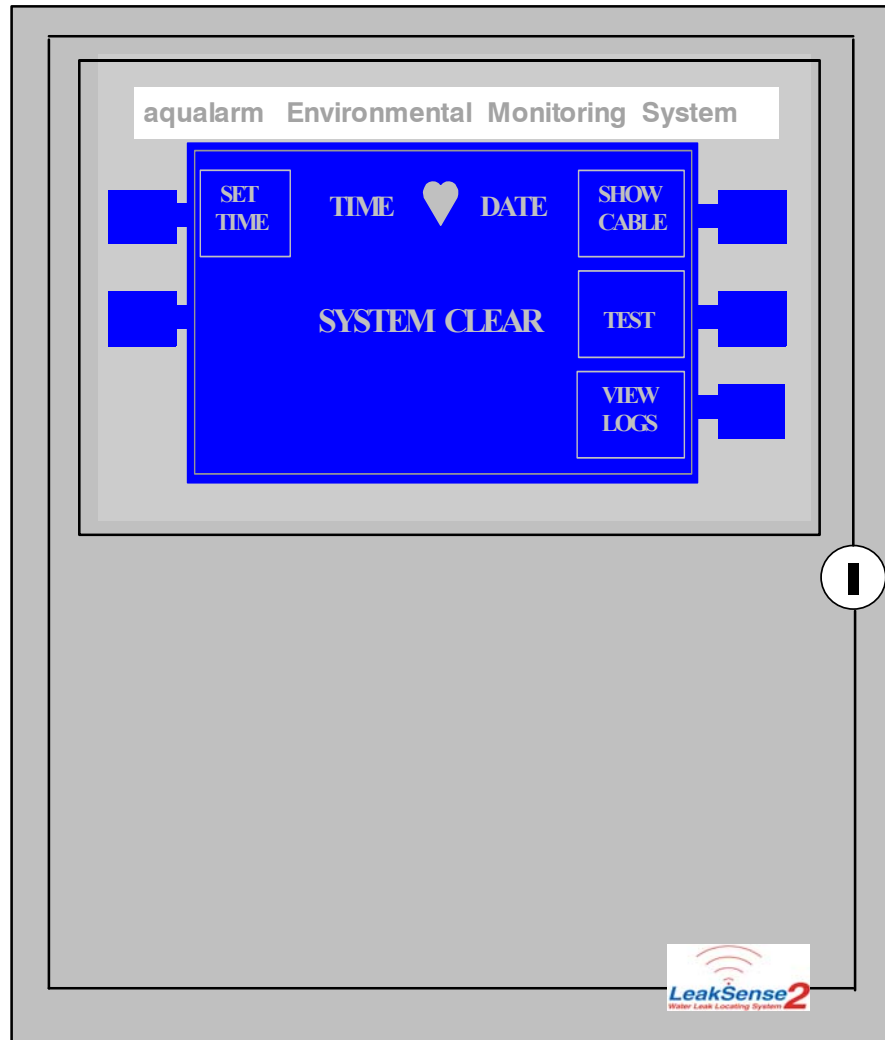 aqualarm Environmental Monitoring System
SET
TIME
TIME DATE
SHOW
CABLE
SYSTEM CLEAR
TEST
VIEW
LOGS
LeakSense2
Water Leak Locating System